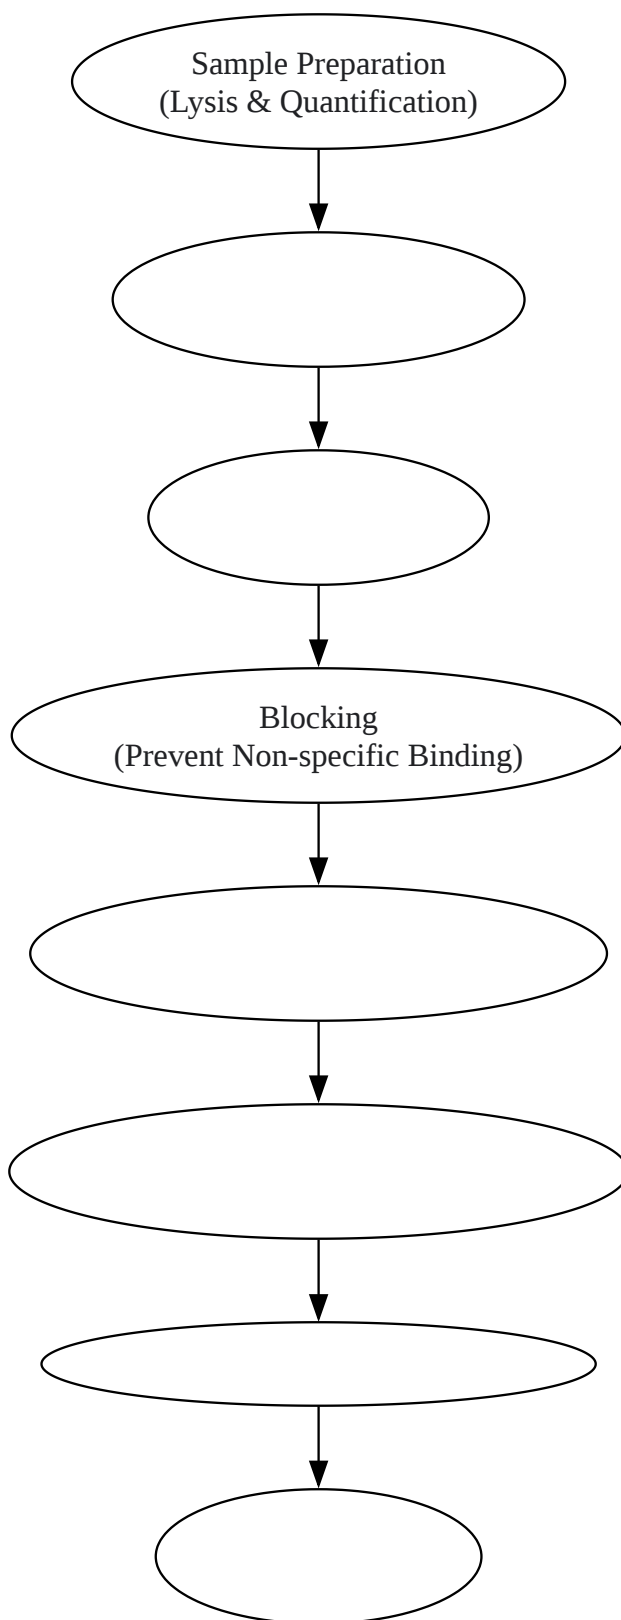 Sample Preparation
(Lysis & Quantification)
Blocking
(Prevent Non-specific Binding)